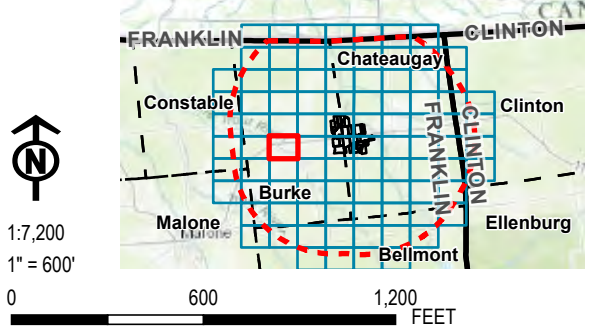 CAN
FRANKLIN
CLINTON
Chateaugay
Constable
Clinton
FRANKLIN
CLINTON
N
Burke
1:7,200
Malone
Malone
Ellenburg
1" = 600'
Bellmont
0
600
1,200
FEET